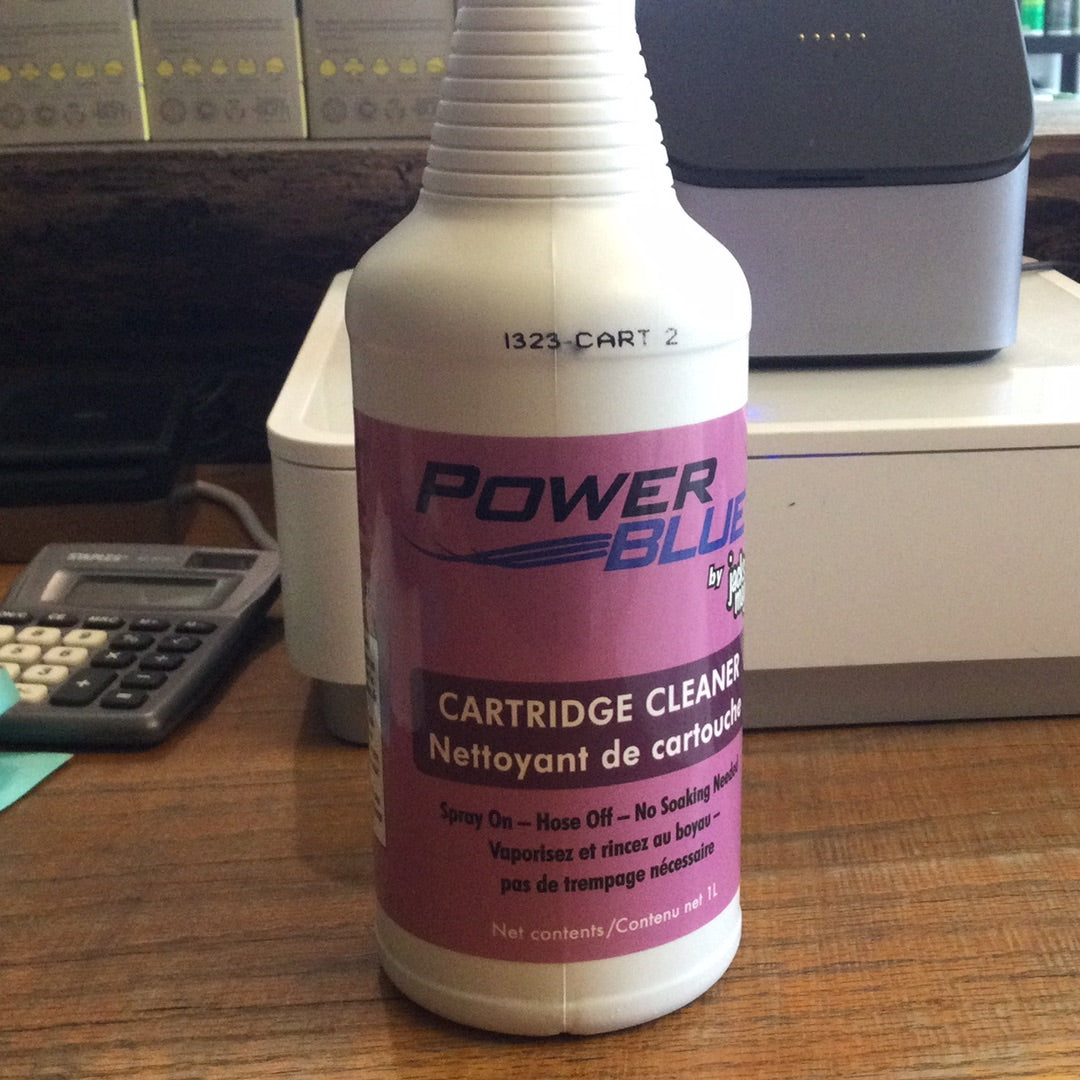 1323 CART 2
POWER
BLUE
by
CARTRIDGE CLEANER
Nettoyant de cartouche
Spray On – Hose Off – No Soaking Needed
Vaporisez et rincez au boyau –
pas de trempage nécessaire
Net contents/Contenu net 1L
STAPLES